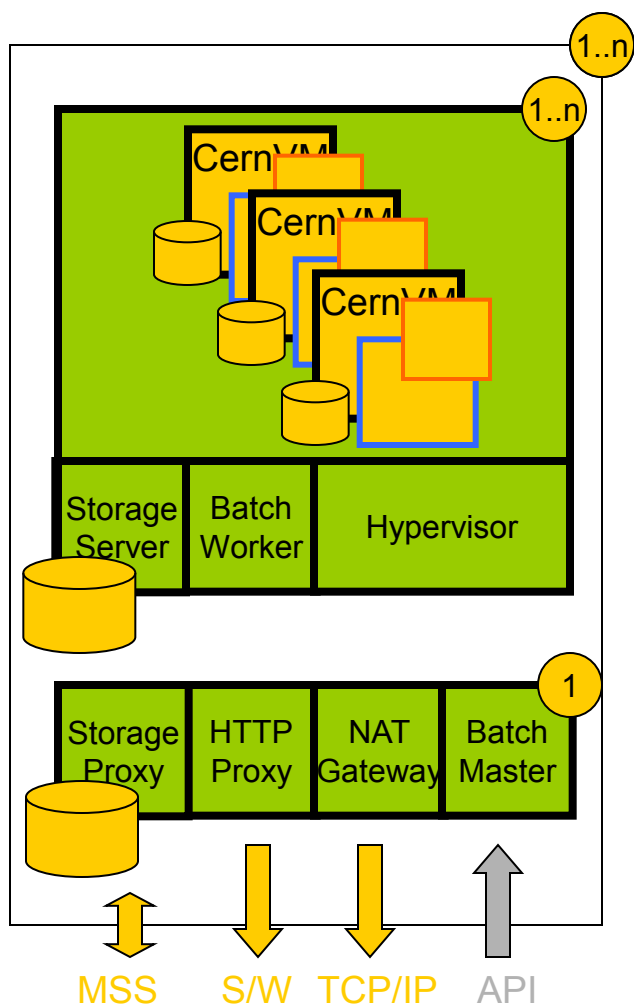 1..n
1..n
CernVM
CernVM
CernVM
Storage
Server
Batch
Worker
Hypervisor
1
Storage
Proxy
HTTP
Proxy
NAT
Gateway
Batch
Master
MSS
S/W
TCP/IP
API